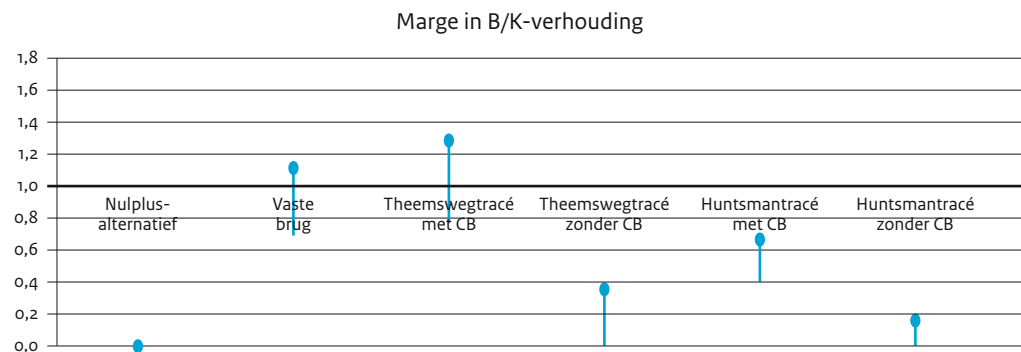 Marge in B/K-verhouding
1,8
1,6
1,4
1,2
1,0
Nulplus-
alternatief
Vaste
brug
Theemswegtracé
met CB
Theemswegtracé
zonder CB
Huntsmantracé
met CB
Huntsmantracé
zonder CB
0,8
0,6
0,4
0,2
0,0